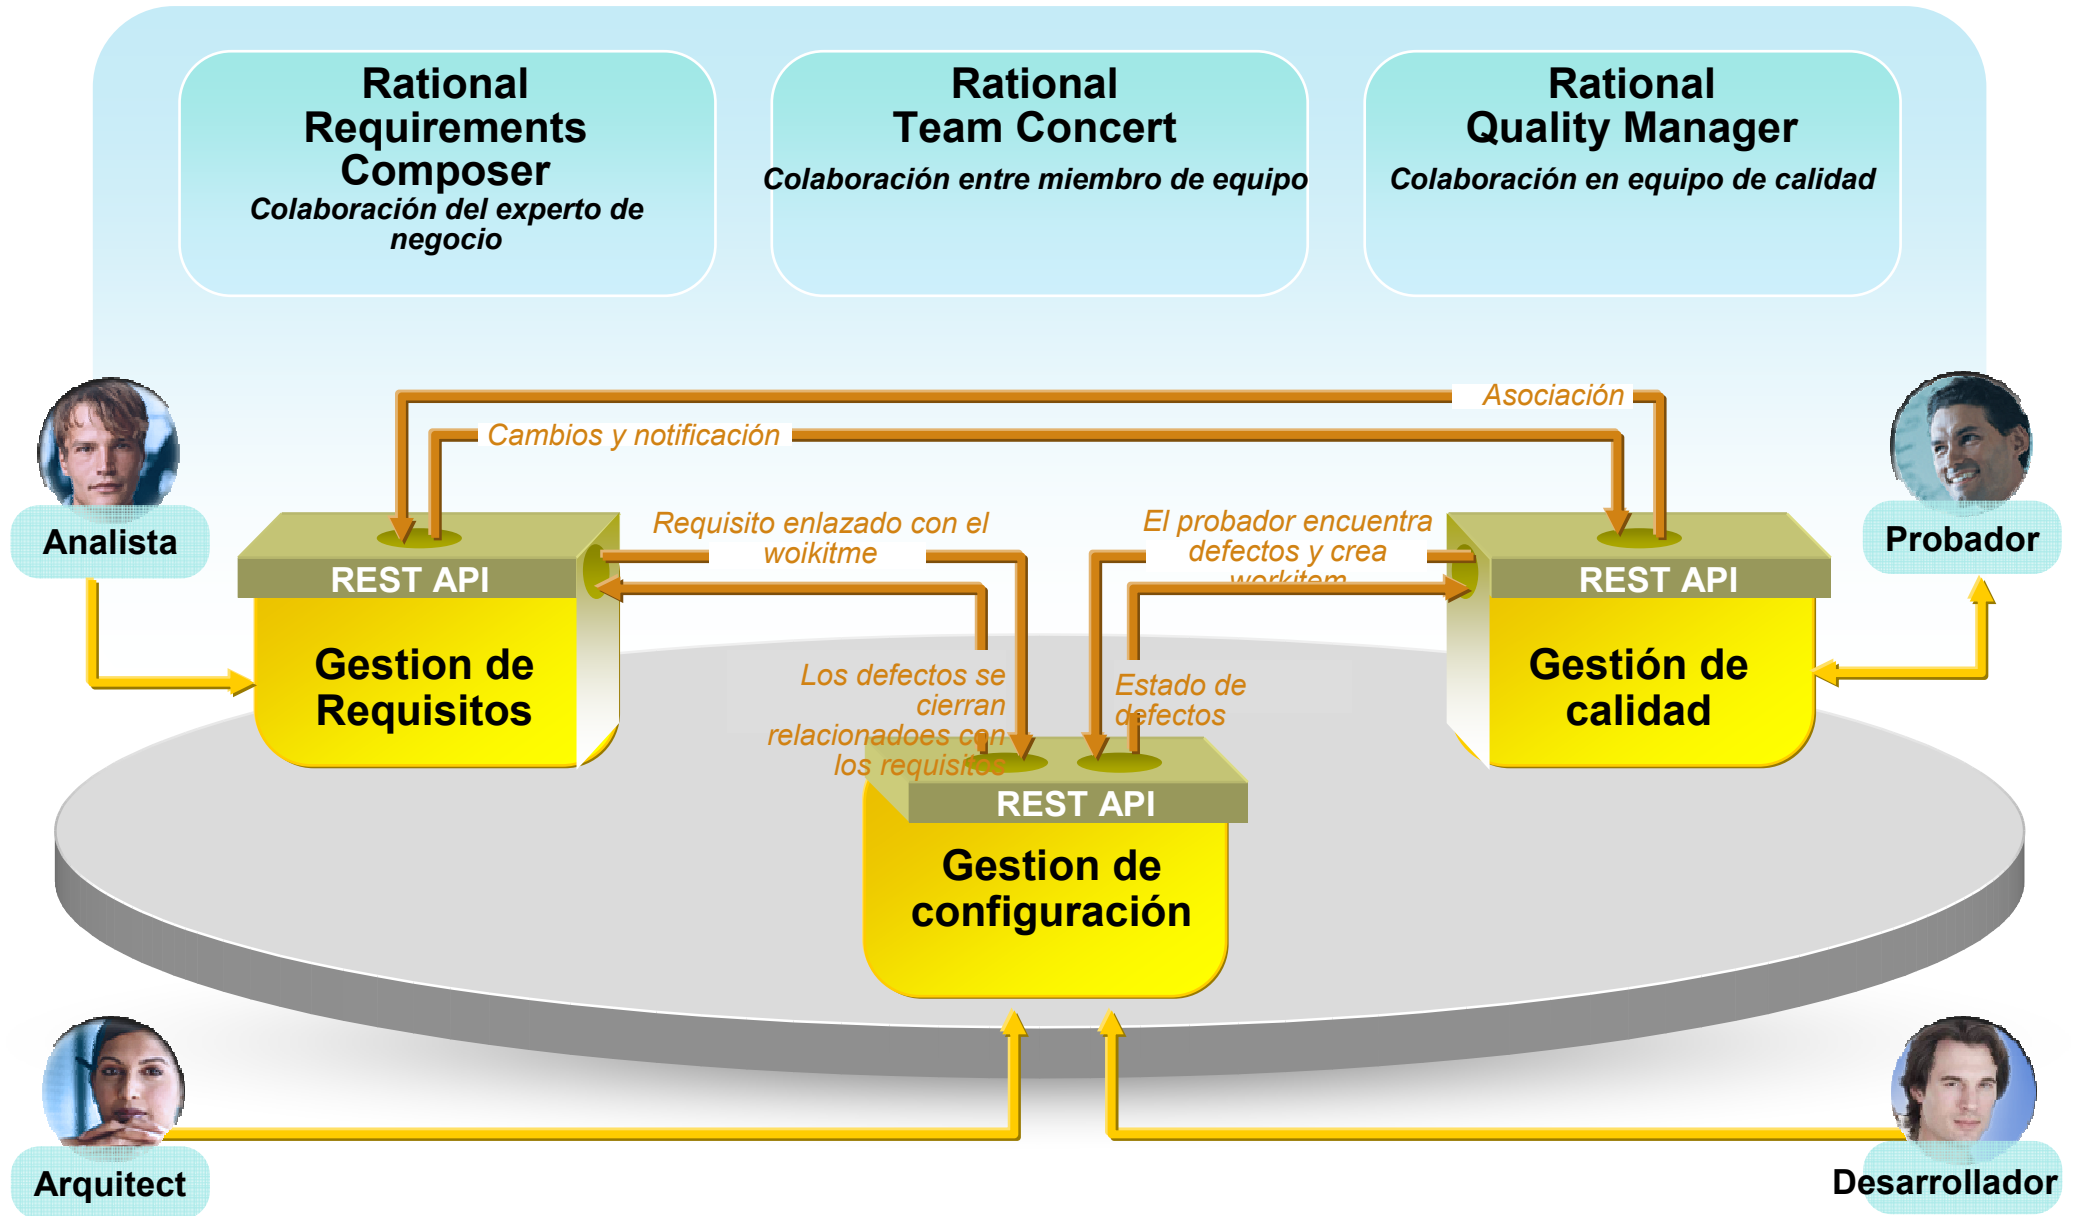 Rational
Requirements
Composer
Colaboración del experto de
negocio
Rational
Team Concert
Colaboración entre miembro de equipo
Rational
Quality Manager
Colaboración en equipo de calidad
Asociación
Cambios y notificación
Analista
Probador
Requisito enlazado con el
woikitme
El probador encuentra
defectos y crea
workitem
REST API
Gestion de
Requisitos
REST API
Gestión de
calidad
Los defectos se
cierran
relacionadoes con
los requisitos
Estado de
defectos
REST API
Gestion de
configuración
Arquitect
Desarrollador